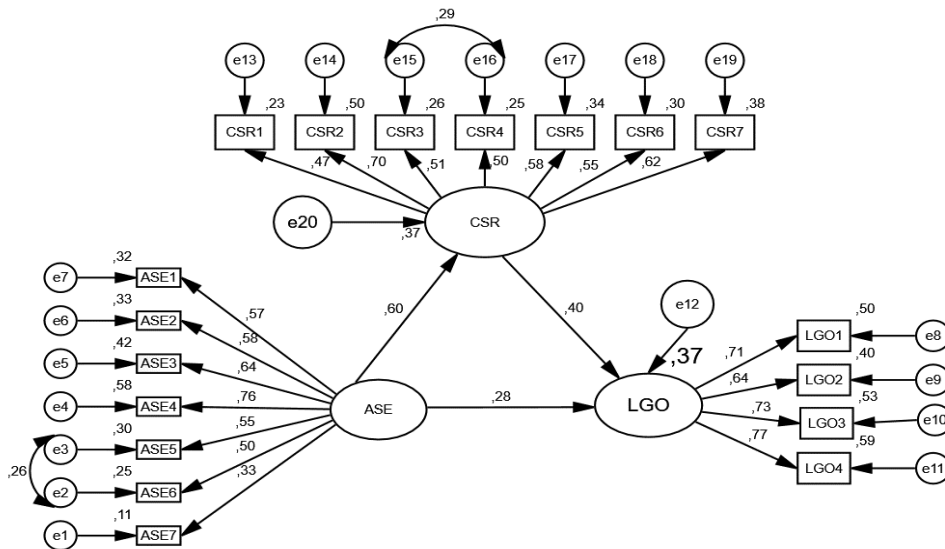 ,29
e13 e14 e15 e16 e17 e18 e19
,23 ,50 ,26 ,25 ,34 ,30 ,38
CSR1 CSR2 CSR3 CSR4 CSR5 CSR6 CSR7
,47 ,70 ,51 ,50 ,58 ,55 ,62
e20 ,37 CSR
,32
e7 ASE1
,33
e6 ASE2
,42
e5 ASE3
,58
e4 ASE4
,30
e3 ASE5
,26
,25
e2 ASE6
,11
e1 ASE7
,57
,58
,64
,76
,55
,50
,33
ASE
,60
,40
,28
e12
,37
LGO
,71
,64
,73
,77
,50
LGO1 e8
,40
LGO2 e9
,53
LGO3 e10
,59
LGO4 e11